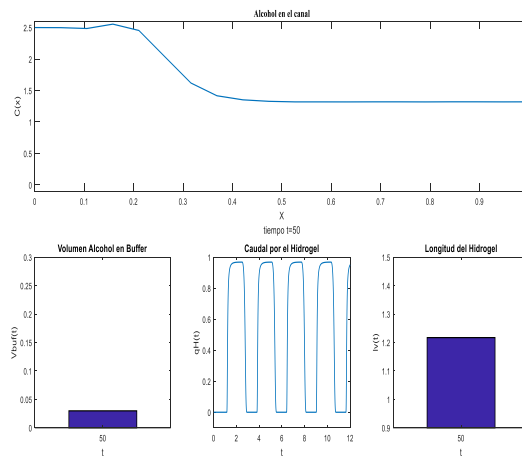 Alcohol en el canal
2.5
2
1.5
1
0.5
0
C(x)
0 0.1 0.2 0.3 0.4 0.5 0.6 0.7 0.8 0.9
X
tiempo t=50
Volumen Alcohol en Buffer
0.3
0.25
0.2
0.15
0.1
0.05
0
Vbuf(t)
50
t
Caudal por el Hidrogel
1
0.8
0.6
0.4
0.2
0
qH(t)
0 2 4 6 8 10 12
t
Longitud del Hidrogel
1.5
1.4
1.3
1.2
1.1
1
0.9
lv(t)
50
t